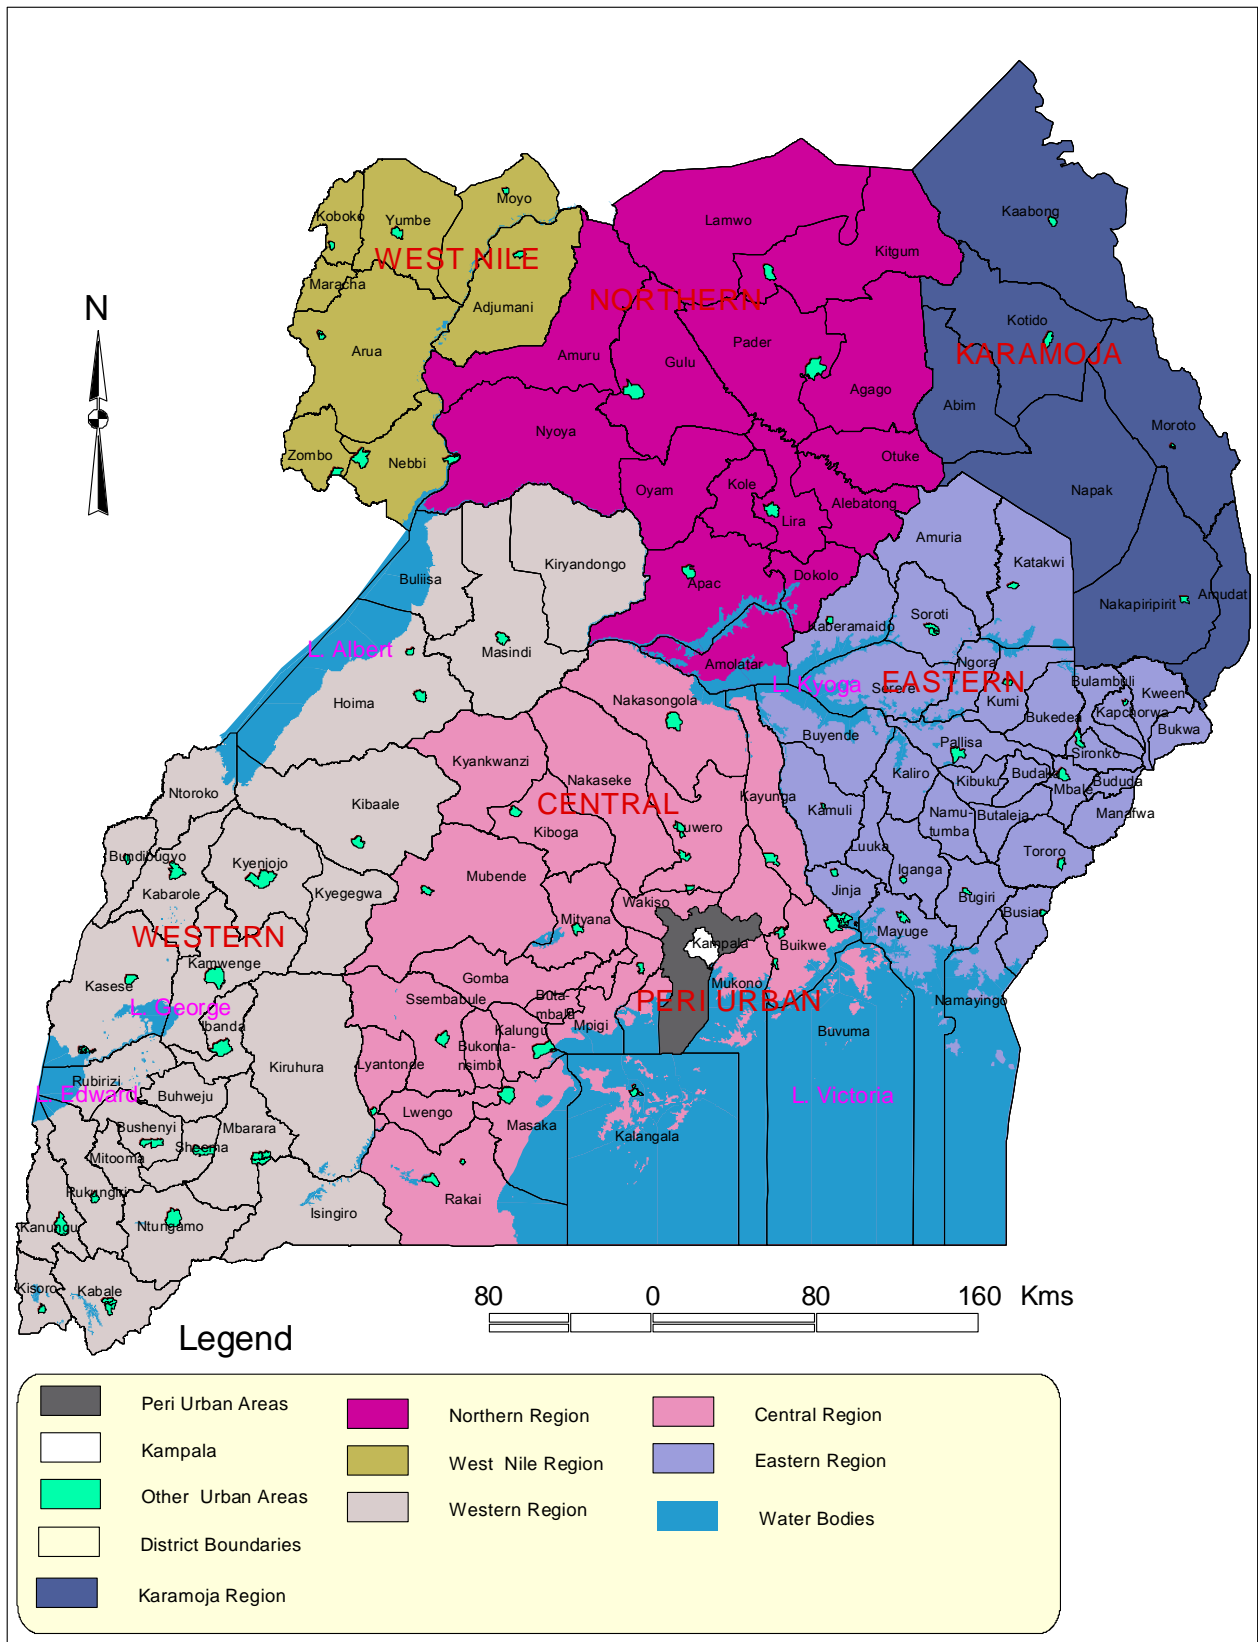 Moyo
Koboko
Yumbe
Lamwo
Kaabong
Kitgum
WEST NILE
Maracha
Adjumani
NORTHERN
N
Kotido
Pader
KARAMOJA
Arua
Amuru
Gulu
Agago
Abim
Moroto
Nyoya
Zombo
Nebbi
Otuke
Oyam
Kole
Napak
Lira
Alebatong
Amuria
Kiryandongo
Katakwi
Buliisa
Apac
Dokolo
Nakapiripirit
Amudat
Kaberamaido
Soroti
L. Albert
Masindi
Amolatar
Ngora
L. Kyoga
Serere
EASTERN
Bulambuli
Kween
Hoima
Nakasongola
Kumi
Kapchorwa
Bukedea
Bukwa
Buyende
Pallisa
Sironko
Kyankwanzi
Nakaseke
Kaliro
Kibuku
Budaka
Mbale
Bududa
Ntoroko
Kibaale
CENTRAL
Kayunga
Kamuli
Namu-
tumba
Butaleja
Manafwa
Kiboga
Luwero
Bundibugyo
Kyenjojo
Luuka
Tororo
Kabarole
Kyegegwa
Mubende
Iganga
Jinja
Bugiri
Wakiso
Mityana
Busia
WESTERN
Kampala
Buikwe
Mayuge
Kamwenge
Kasese
Gomba
Mukono
L. George
Ssembabule
Buta-
mbala
PERI URBAN
Namayingo
Ibanda
Kalungu
Mpigi
Buvuma
Lyantonde
Bukoma-
nsimbi
Kiruhura
Rubirizi
L. Edward
Buhweju
L. Victoria
Lwengo
Bushenyi
Mbarara
Masaka
Kalangala
Mitooma
Sheema
Rukungiri
Rakai
Isingiro
Kanungu
Ntungamo
Kisoro
Kabale
80 0 80 160 Kms
Legend
Peri Urban Areas
Kampala
Other Urban Areas
District Boundaries
Karamoja Region
Northern Region
West Nile Region
Western Region
Central Region
Eastern Region
Water Bodies